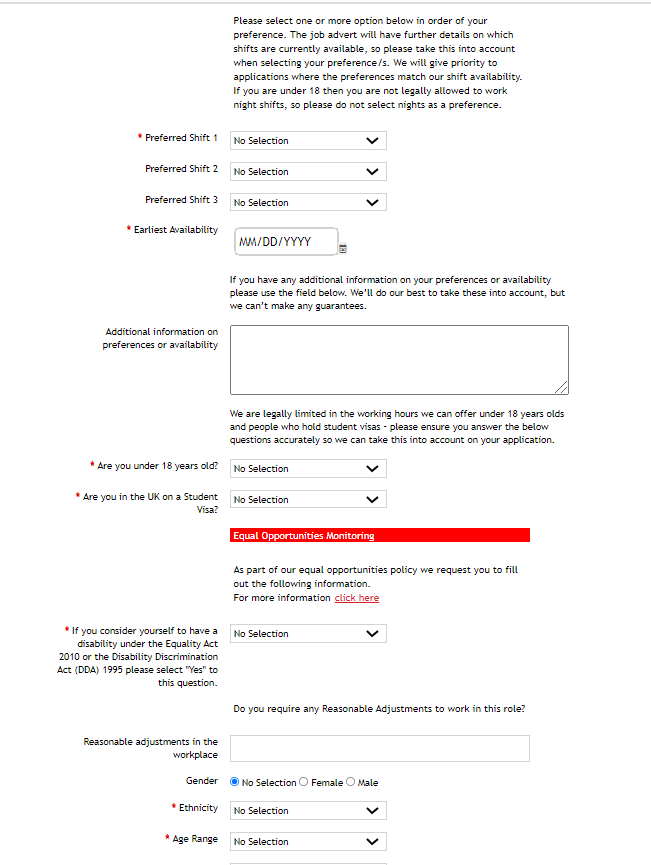 Please select one or more option below in order of your
preference. The job advert will have further details on which
shifts are currently available, so please take this into account
when selecting your preference/s. We will give priority to
applications where the preferences match our shift availability.
If you are under 18 then you are not legally allowed to work
night shifts, so please do not select nights as a preference.
* Preferred Shift 1 No Selection
Preferred Shift 2 No Selection
Preferred Shift 3 No Selection
* Earliest Availability MM/DD/YYYY
If you have any additional information on your preferences or availability
please use the field below. We'll do our best to take these into account, but
we can't make any guarantees.
Additional information on
preferences or availability
We are legally limited in the working hours we can offer under 18 years olds
and people who hold student visas - please ensure you answer the below
questions accurately so we can take this into account on your application.
* Are you under 18 years old? No Selection
* Are you in the UK on a Student No Selection
Visa?
Equal Opportunities Monitoring
As part of our equal opportunities policy we request you to fill
out the following information.
For more information click here
* If you consider yourself to have a No Selection
disability under the Equality Act
2010 or the Disability Discrimination
Act (DDA) 1995 please select "Yes" to
this question.
Do you require any Reasonable Adjustments to work in this role?
Reasonable adjustments in the
workplace
Gender No Selection Female Male
* Ethnicity No Selection
* Age Range No Selection